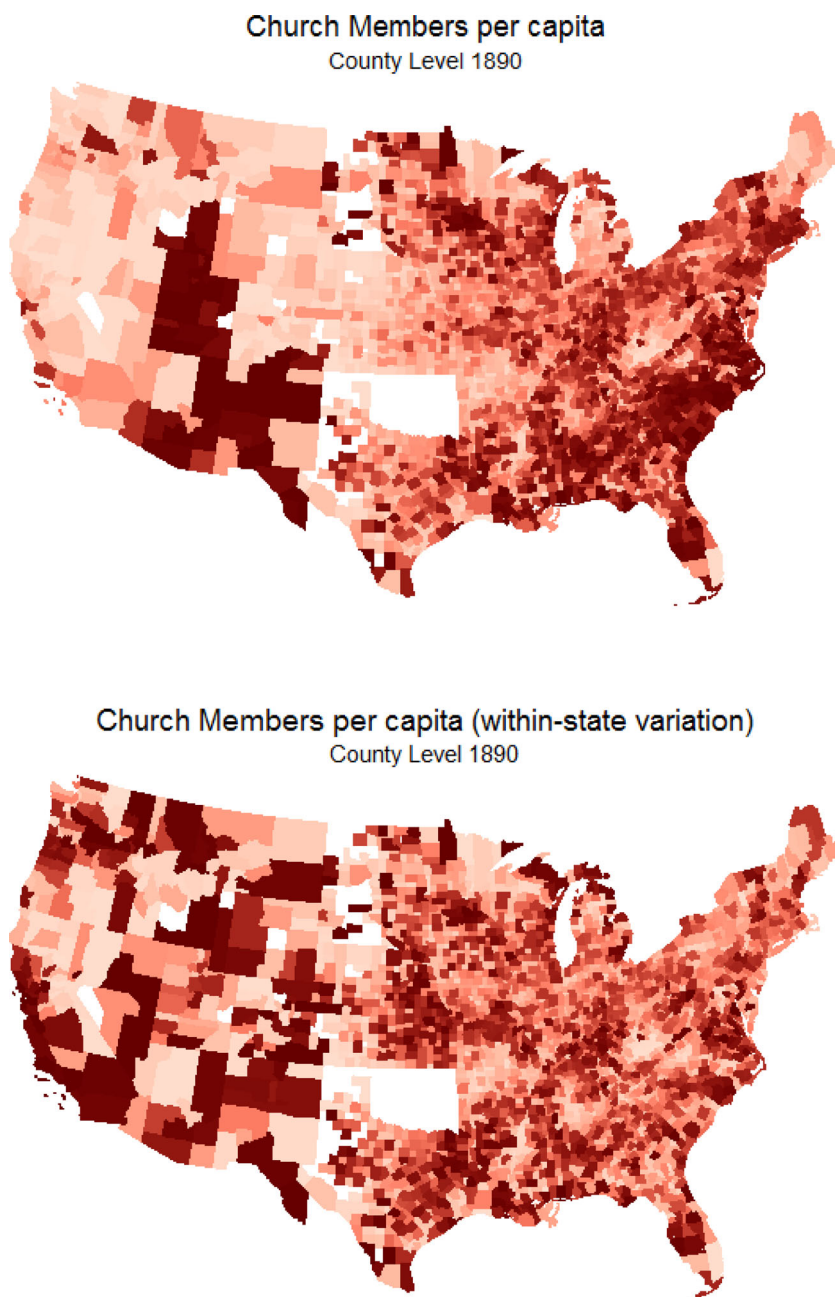 Church Members per capita
County Level 1890
Church Members per capita (within-state variation)
County Level 1890